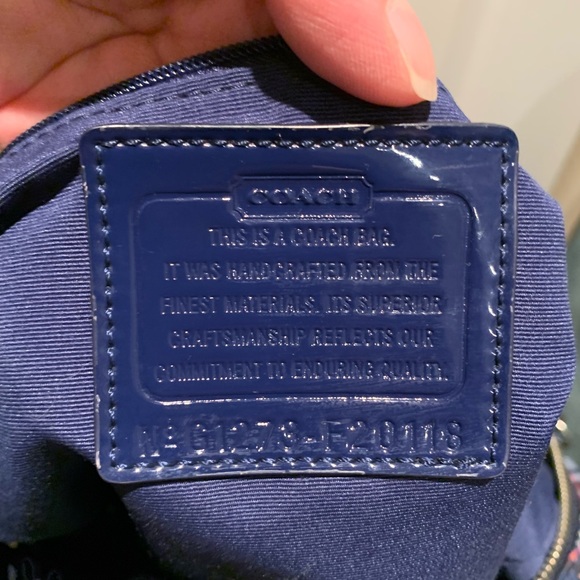 COACH
THIS IS A COACH BAG.
IT WAS HAND-CRAFTED FROM THE
FINEST MATERIALS. ITS SUPERIOR
CRAFTSMANSHIP REFLECTS OUR
COMMITMENT TO ENDURING QUALITY.
Nº G1273-F20118